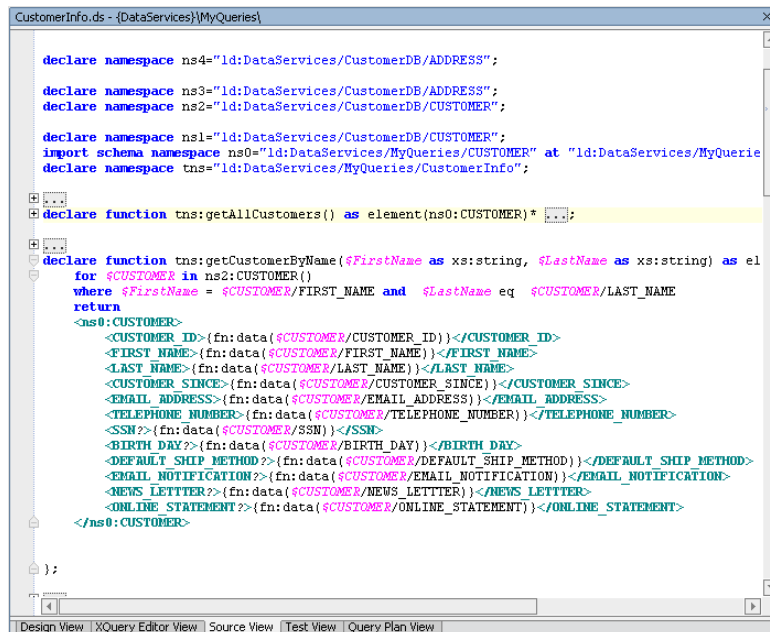 CustomerInfo.ds - {DataServices}\MyQueries\
declare namespace ns4="ld:DataServices/CustomerDB/ADDRESS";
declare namespace ns3="ld:DataServices/CustomerDB/ADDRESS";
declare namespace ns2="ld:DataServices/CustomerDB/CUSTOMER";
declare namespace ns1="ld:DataServices/CustomerDB/CUSTOMER";
import schema namespace ns0="ld:DataServices/MyQueries/CUSTOMER" at "ld:DataServices/MyQuerie
declare namespace tns="ld:DataServices/MyQueries/CustomerInfo";
...
declare function tns:getAllCustomers() as element(ns0:CUSTOMER)* ...;
...
declare function tns:getCustomerByName($FirstName as xs:string, $LastName as xs:string) as el
for $CUSTOMER in ns2:CUSTOMER()
where $FirstName = $CUSTOMER/FIRST_NAME and $LastName eq $CUSTOMER/LAST_NAME
return
<ns0:CUSTOMER>
<CUSTOMER_ID>{fn:data($CUSTOMER/CUSTOMER_ID)}</CUSTOMER_ID>
<FIRST_NAME>{fn:data($CUSTOMER/FIRST_NAME)}</FIRST_NAME>
<LAST_NAME>{fn:data($CUSTOMER/LAST_NAME)}</LAST_NAME>
<CUSTOMER_SINCE>{fn:data($CUSTOMER/CUSTOMER_SINCE)}</CUSTOMER_SINCE>
<EMAIL_ADDRESS>{fn:data($CUSTOMER/EMAIL_ADDRESS)}</EMAIL_ADDRESS>
<TELEPHONE_NUMBER>{fn:data($CUSTOMER/TELEPHONE_NUMBER)}</TELEPHONE_NUMBER>
<SSN?>{fn:data($CUSTOMER/SSN)}</SSN>
<BIRTH_DAY?>{fn:data($CUSTOMER/BIRTH_DAY)}</BIRTH_DAY>
<DEFAULT_SHIP_METHOD?>{fn:data($CUSTOMER/DEFAULT_SHIP_METHOD)}</DEFAULT_SHIP_METHOD>
<EMAIL_NOTIFICATION?>{fn:data($CUSTOMER/EMAIL_NOTIFICATION)}</EMAIL_NOTIFICATION>
<NEWS_LETTTER?>{fn:data($CUSTOMER/NEWS_LETTTER)}</NEWS_LETTTER>
<ONLINE_STATEMENT?>{fn:data($CUSTOMER/ONLINE_STATEMENT)}</ONLINE_STATEMENT>
</ns0:CUSTOMER>
};
Design View XQuery Editor View Source View Test View Query Plan View